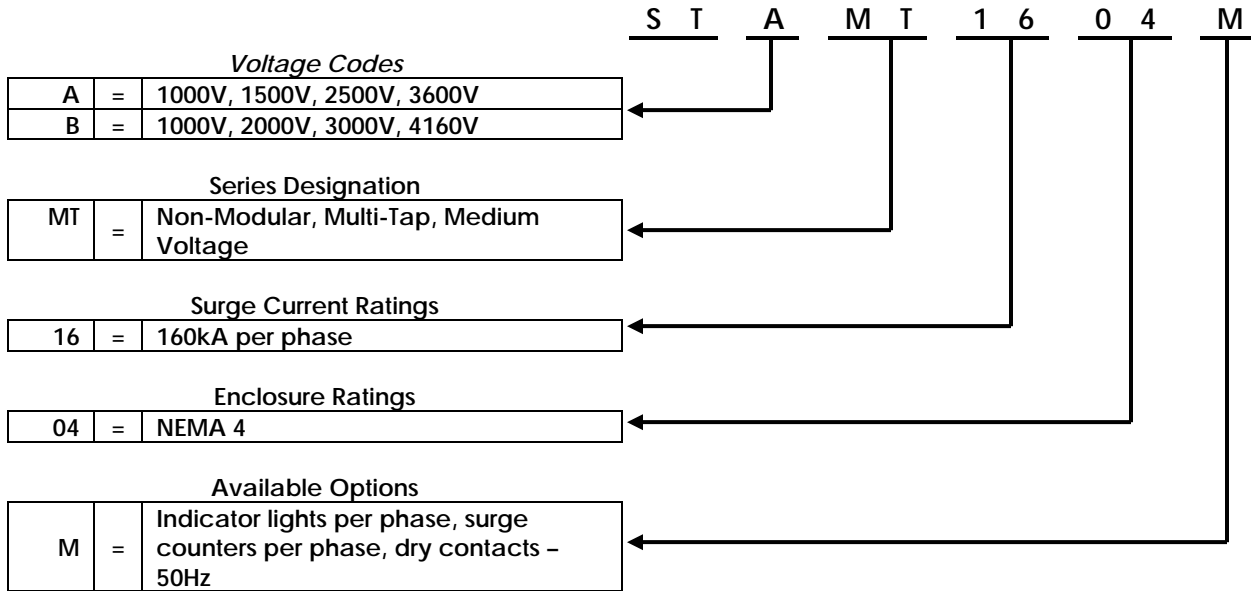 S T A M T 1 6 0 4 M
Voltage Codes
A = 1000V, 1500V, 2500V, 3600V
B = 1000V, 2000V, 3000V, 4160V
Series Designation
MT = Non-Modular, Multi-Tap, Medium
Voltage
Surge Current Ratings
16 = 160kA per phase
Enclosure Ratings
04 = NEMA 4
Available Options
M = Indicator lights per phase, surge
counters per phase, dry contacts –
50Hz